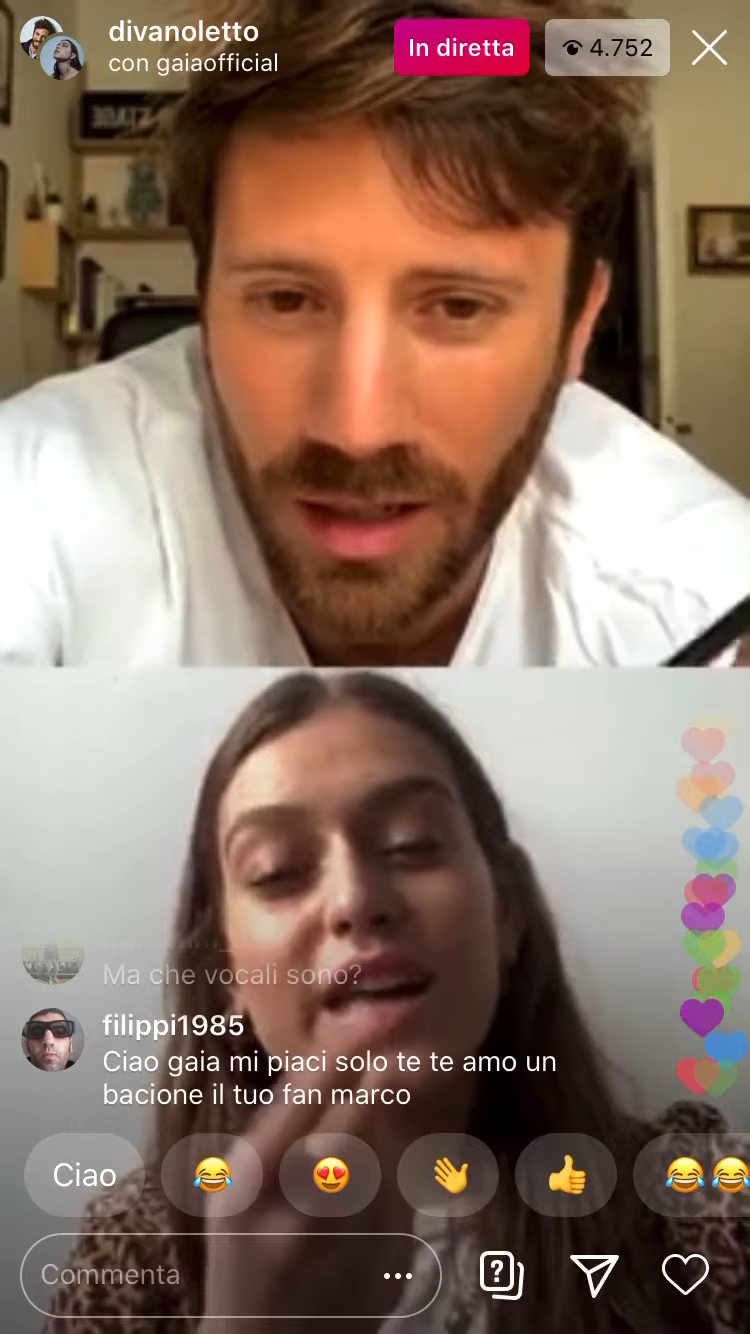 divanoletto
con gaiaofficial
In diretta
4.752
Ma che vocali sono?
filippi1985
Ciao gaia mi piaci solo te te amo un
bacione il tuo fan marco
Ciao
Commenta